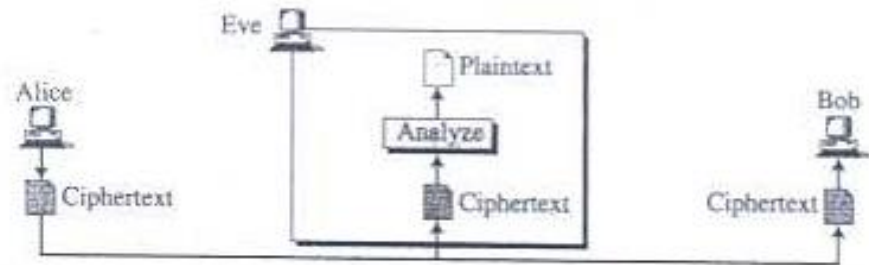 Eve
Plaintext
Alice
Bob
Analyze
Ciphertext
Ciphertext
Ciphertext